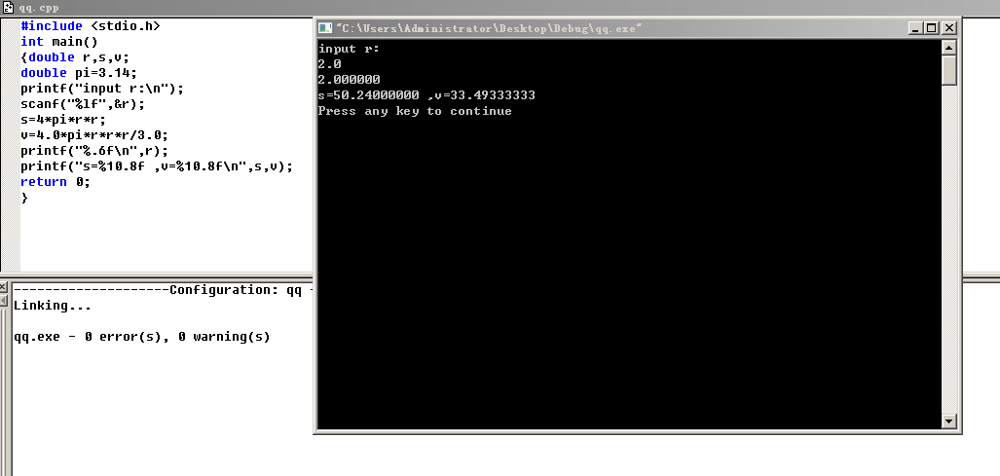 qq.cpp
#include <stdio.h>
int main()
{double r,s,v;
double pi=3.14;
printf("input r:\n");
scanf("%lf",&r);
s=4*pi*r*r;
v=4.0*pi*r*r*r/3.0;
printf("%.6f\n",r);
printf("s=%10.8f ,v=%10.8f\n",s,v);
return 0;
}
"C:\Users\Administrator\Desktop\Debug\qq.exe"
input r:
2.0
2.000000
s=50.24000000 ,v=33.49333333
Press any key to continue
--------------------Configuration: qq -
Linking...
qq.exe - 0 error(s), 0 warning(s)